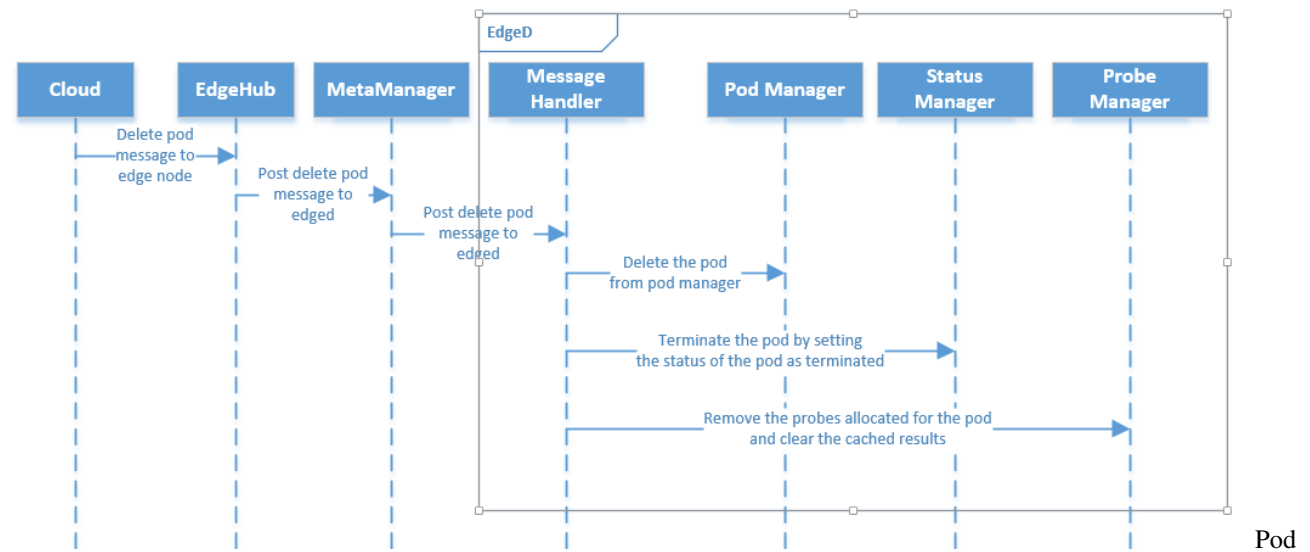 EdgeD
Cloud
EdgeHub
MetaManager
Message
Handler
Pod Manager
Status
Manager
Probe
Manager
Delete pod
message to
edge node
Post delete pod
message to
edged
Post delete pod
message to
edged
Delete the pod
from pod manager
Terminate the pod by setting
the status of the pod as terminated
Remove the probes allocated for the pod
and clear the cached results
Pod